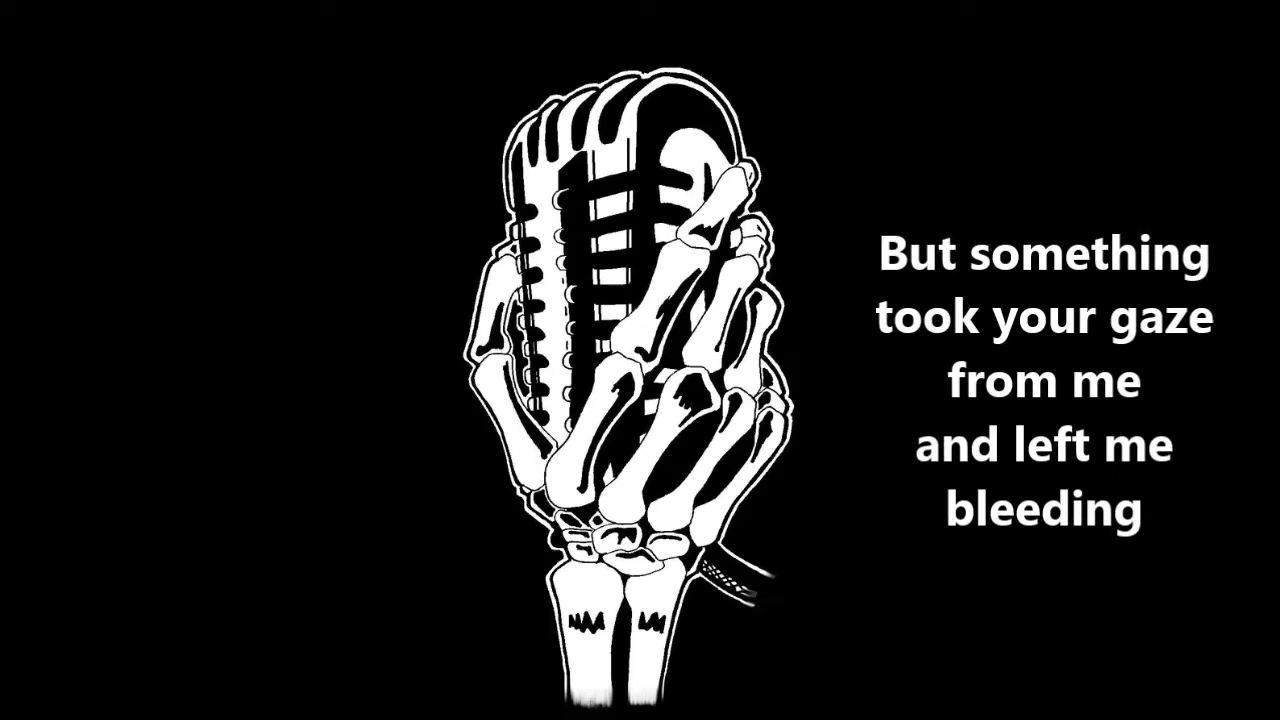 But something
took your gaze
from me
and left me
bleeding